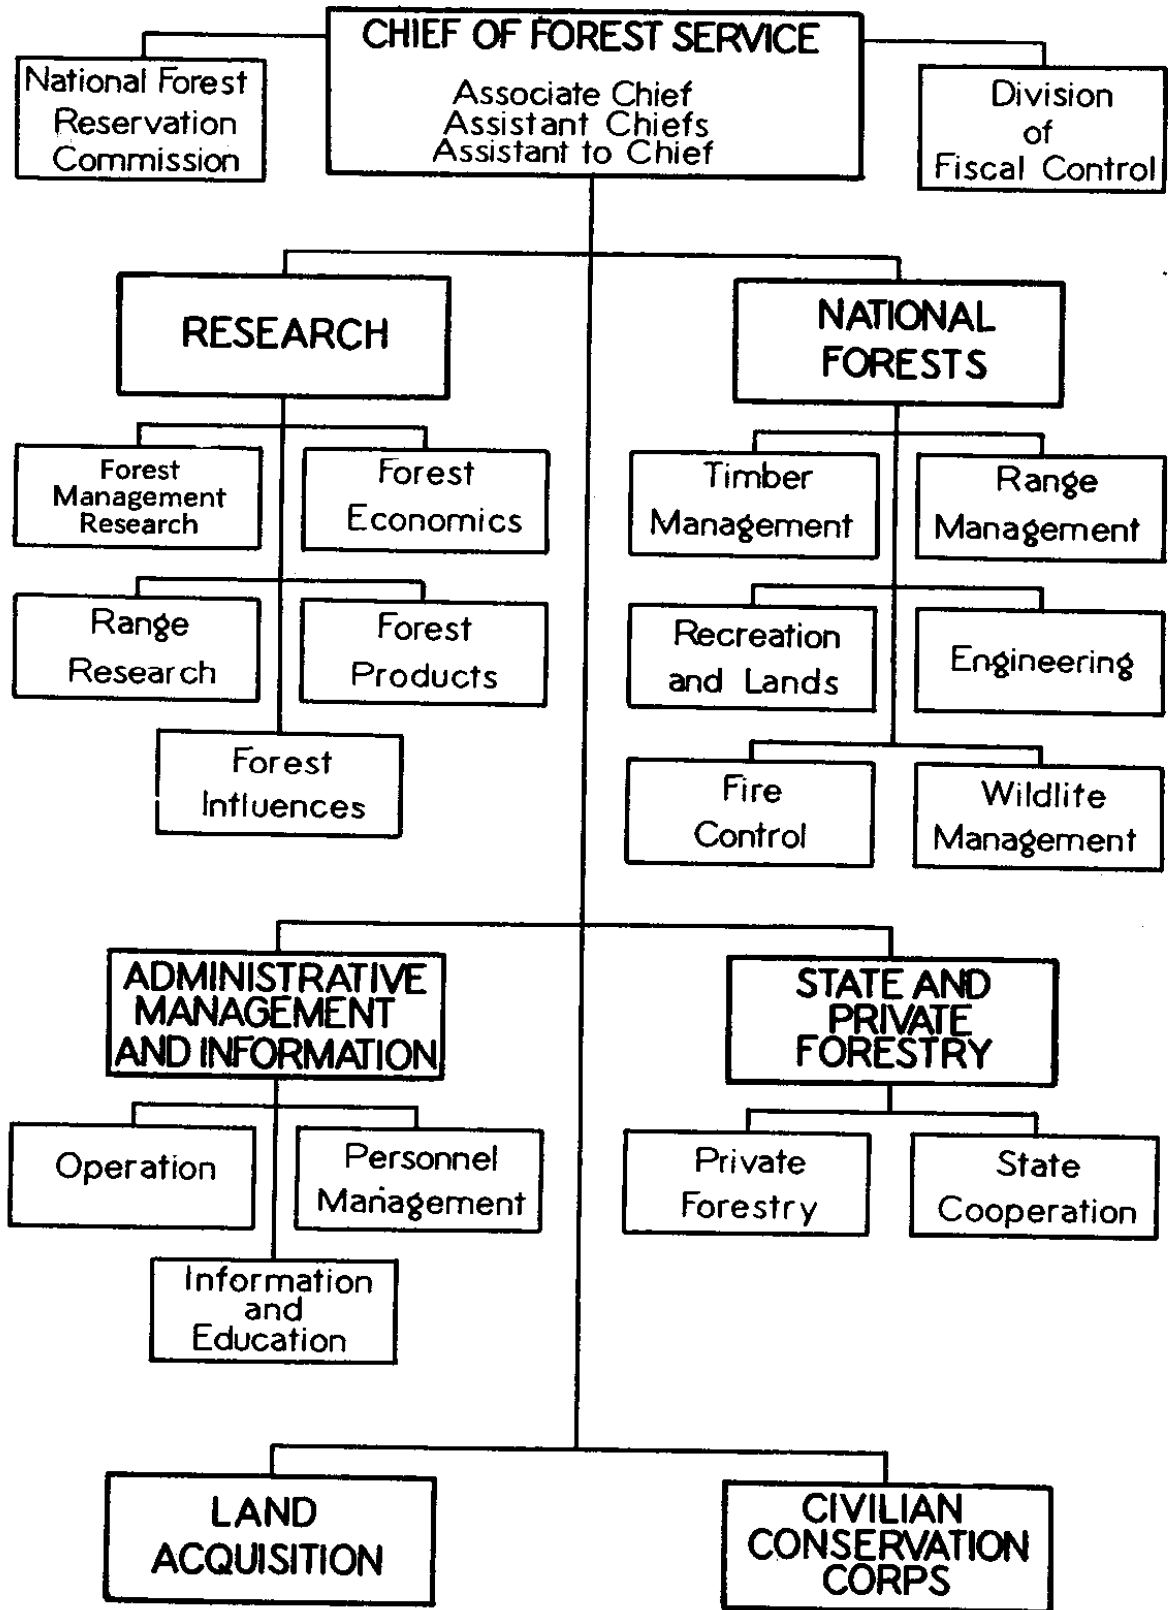 CHIEF OF FOREST SERVICE
Associate Chief
Assistant Chiefs
Assistant to Chief
National Forest
Reservation
Commission
Division
of
Fiscal Control
RESEARCH
NATIONAL
FORESTS
Forest
Management
Research
Forest
Economics
Timber
Management
Range
Management
Range
Research
Forest
Products
Recreation
and Lands
Engineering
Forest
Influences
Fire
Control
Wildlife
Management
ADMINISTRATIVE
MANAGEMENT
AND INFORMATION
STATE AND
PRIVATE
FORESTRY
Operation
Personnel
Management
Private
Forestry
State
Cooperation
Information
and
Education
LAND
ACQUISITION
CIVILIAN
CONSERVATION
CORPS